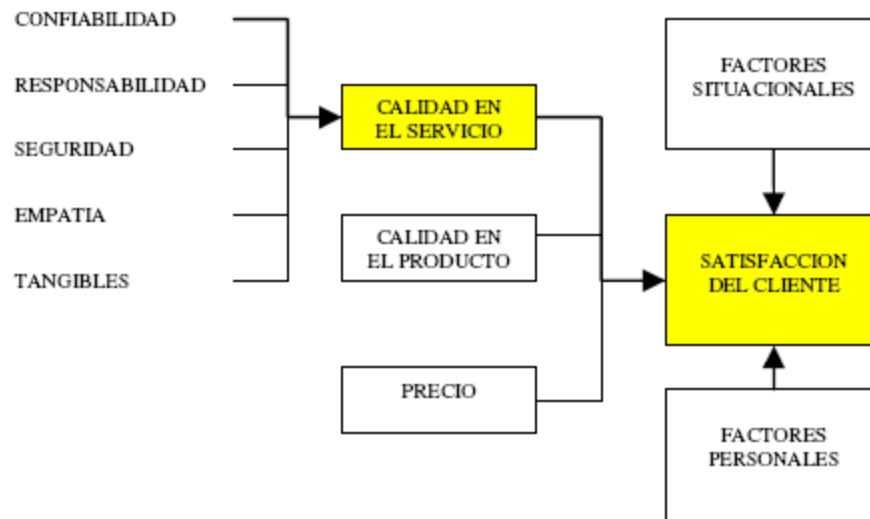 CONFIABILIDAD
RESPONSABILIDAD
SEGURIDAD
EMPATIA
TANGIBLES
CALIDAD EN
EL SERVICIO
CALIDAD EN
EL PRODUCTO
PRECIO
FACTORES
SITUACIONALES
SATISFACCION
DEL CLIENTE
FACTORES
PERSONALES